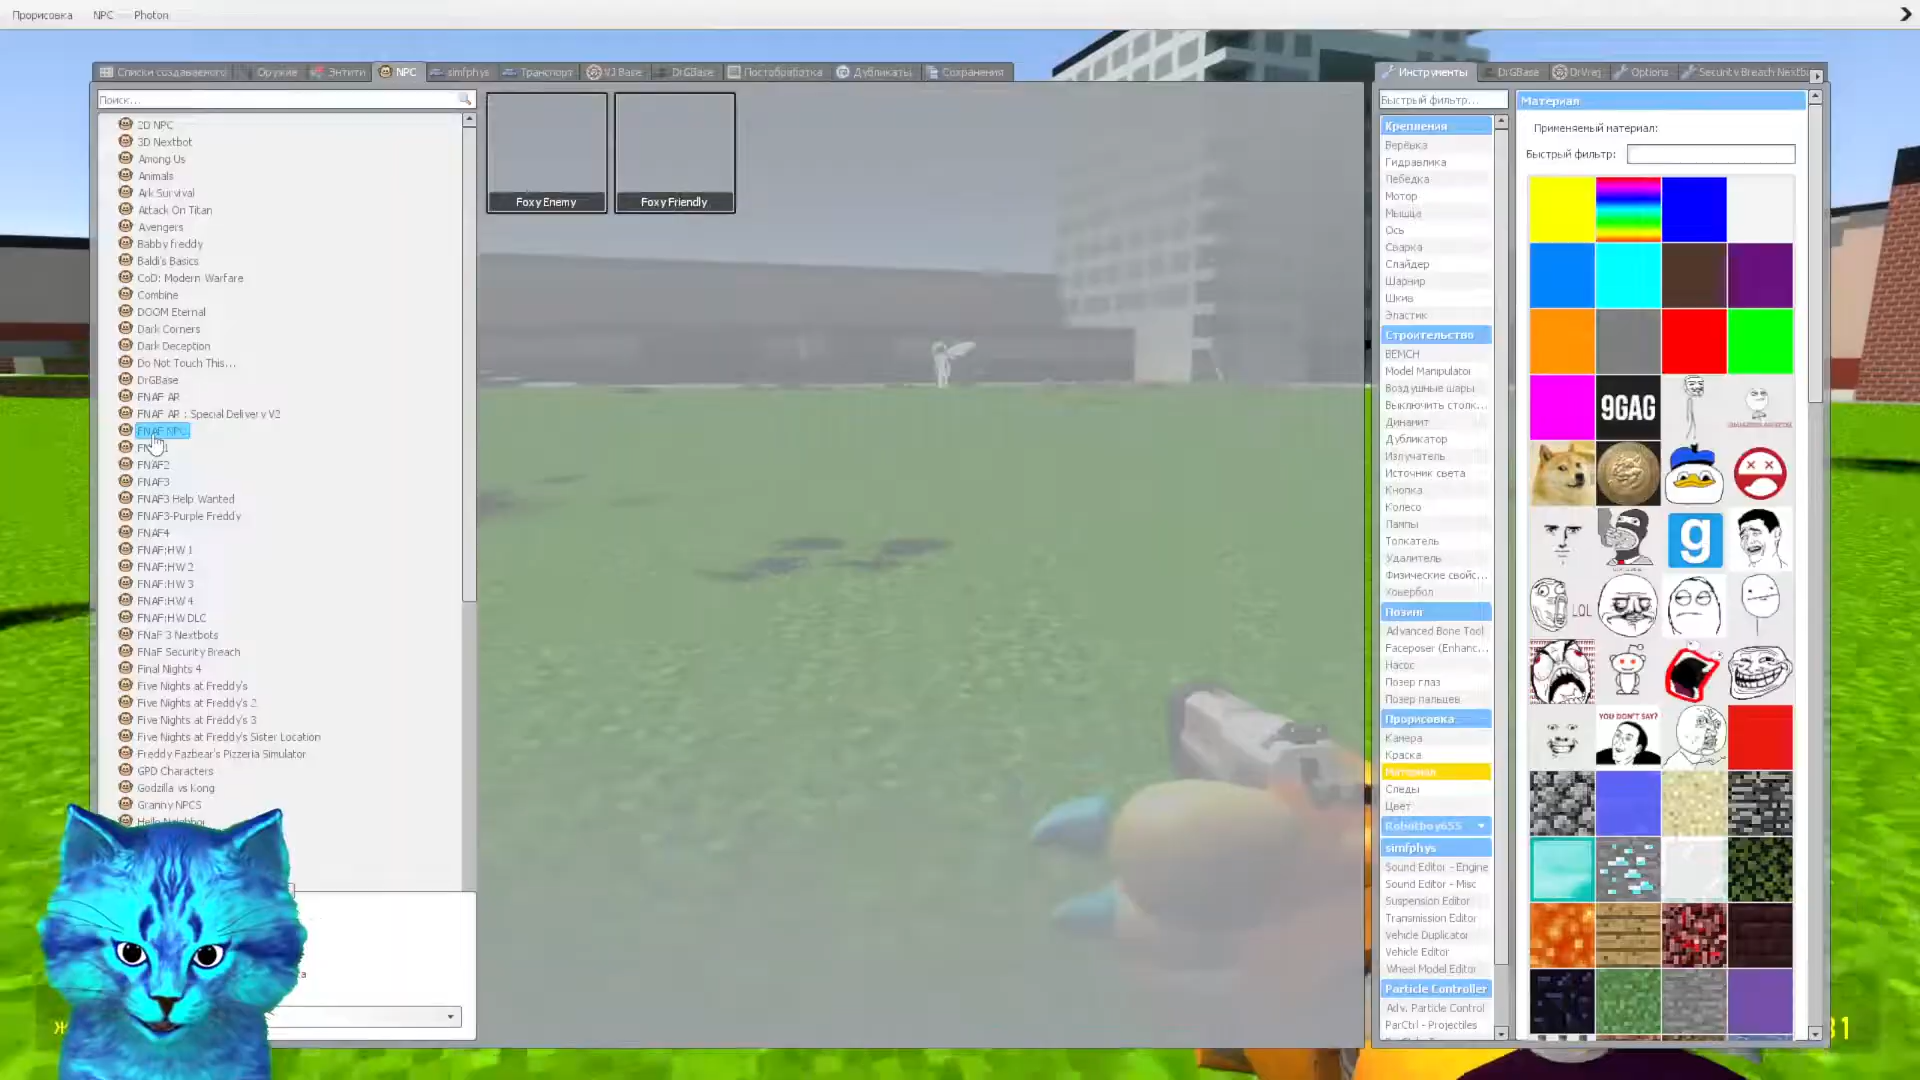 Прорисовка NPC Photon
Списки создаваемого Оружие Энтити NPC simfphys Транспорт VJ Base DrGBase Постобработка Дубликаты Сохранения
Поиск...
2D NPC
3D Nextbot
Among Us
Animals
Ark Survival
Attack On Titan
Avengers
Babby freddy
Baldi's Basics
CoD: Modern Warfare
Combine
DOOM Eternal
Dark Corners
Dark Deception
Do Not Touch This...
DrGBase
FNAF AR
FNAF AR : Special Delivery V2
FNAF NPC
FNAF2
FNAF3
FNAF3 Help Wanted
FNAF3-Purple Freddy
FNAF4
FNAF:HW 1
FNAF:HW 2
FNAF:HW 3
FNAF:HW 4
FNAF:HW DLC
FNaF 3 Nextbots
FNaF Security Breach
Final Nights 4
Five Nights at Freddy's
Five Nights at Freddy's 2
Five Nights at Freddy's 3
Five Nights at Freddy's Sister Location
Freddy Fazbear's Pizzeria Simulator
GPD Characters
Godzilla vs Kong
Granny NPCS
Hello Neighbor
Foxy Enemy
Foxy Friendly
Инструменты DrGBase DrVrej Options Security Breach Nextb
Быстрый фильтр...
Крепления
Верёвка
Гидравлика
Лебёдка
Мотор
Мышца
Ось
Сварка
Слайдер
Шарнир
Шкив
Эластик
Строительство
ВЕМСН
Model Manipulator
Воздушные шары
Выключить столк...
Динамит
Дубликатор
Излучатель
Источник света
Кнопка
Колесо
Лампы
Толкатель
Удалитель
Физические свойс...
Ховербол
Позинг
Advanced Bone Tool
Faceposer (Enhanc...
Насос
Позер глаз
Позер пальцев
Прорисовка
Камера
Краска
Материал
Следы
Цвет
Robotboy655
simfphys
Sound Editor - Engine
Sound Editor - Misc
Suspension Editor
Transmission Editor
Vehicle Duplicator
Vehicle Editor
Wheel Model Editor
Particle Controller
Adv. Particle Control
ParCtrl - Projectiles
Материал
Применяемый материал:
Быстрый фильтр:
9GAG
g
LOL
YOU DON'T SAY?